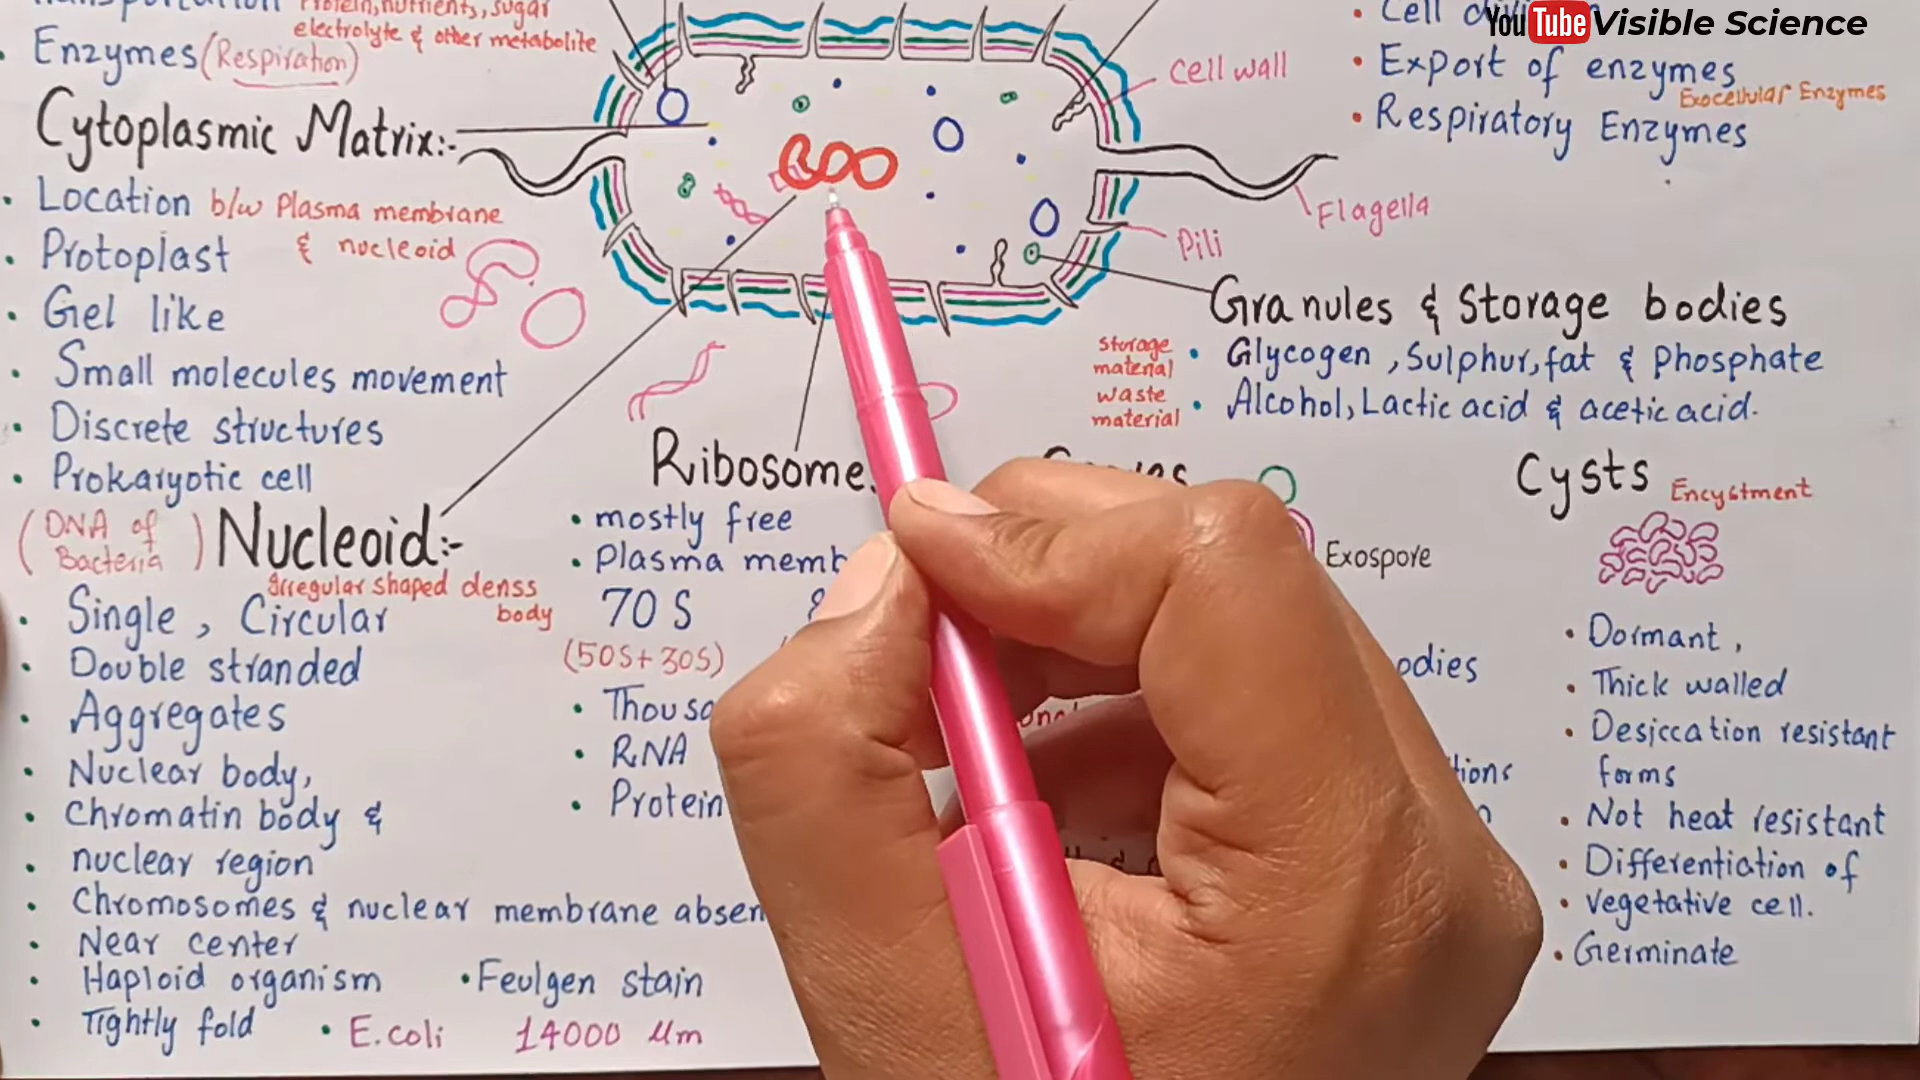 Protein, nutrients, sugar
electrolyte & other metabolite
• Enzymes (Respiration)
Cytoplasmic Matrix:-
• Location b/w Plasma membrane
& nucleoid
• Protoplast
• Gel like
• Small molecules movement
• Discrete structures
• Prokaryotic cell
(DNA of
Bacteria)
Nucleoid:-
Irregular shaped denss
body
• Single, Circular
• Double stranded
• Aggregates
• Nuclear body,
• Chromatin body &
• nuclear region
• Chromosomes & nuclear membrane absen
• Near center
• Haploid organism • Feulgen stain
• Tightly fold • E.coli 14000 µm
Cell wall
Flagella
Pili
Ribosome
• mostly free
• Plasma memb
70 S
(50S+30S)
• Thousa
• RNA
• Protein
YouTube Visible Science
• Cell
• Export of enzymes
Exocellular Enzymes
• Respiratory Enzymes
Granules & Storage bodies
Storage
material
• Glycogen, Sulphur, fat & Phosphate
waste
material
• Alcohol, Lactic acid & acetic acid.
Exospore
odies
tions
Cysts Encystment
• Dormant,
• Thick walled
• Desiccation resistant
forms
• Not heat resistant
• Differentiation of
• vegetative cell.
• Germinate